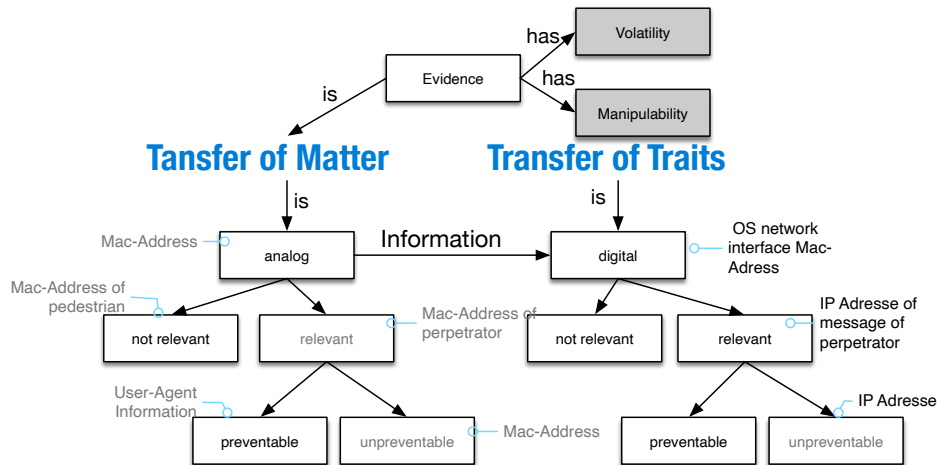 has
Volatility
Evidence
has
is
Manipulability
Tansfer of Matter
Transfer of Traits
is
is
Mac-Address
analog
Information
digital
OS network
interface Mac-
Adress
Mac-Address of
pedestrian
not relevant
relevant
Mac-Address of
perpetrator
not relevant
relevant
IP Adresse of
message of
perpetrator
User-Agent
Information
preventable
unpreventable
Mac-Address
preventable
unpreventable
IP Adresse